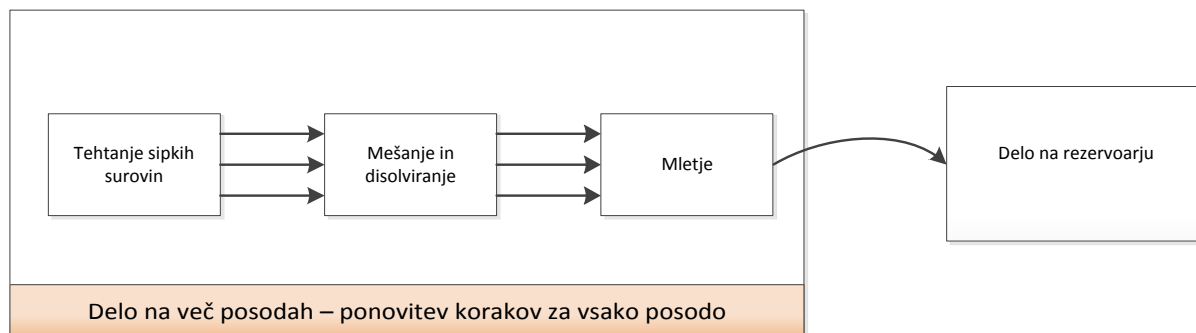 Tehtanje sipkih
surovin
Mešanje in
disolviranje
Mletje
Delo na rezervoarju
Delo na več posodah – ponovitev korakov za vsako posodo